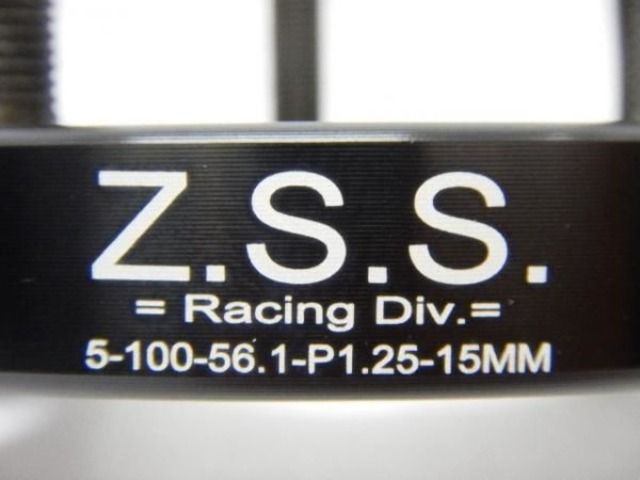 Z.S.S.
= Racing Div.=
5-100-56.1-P1.25-15MM